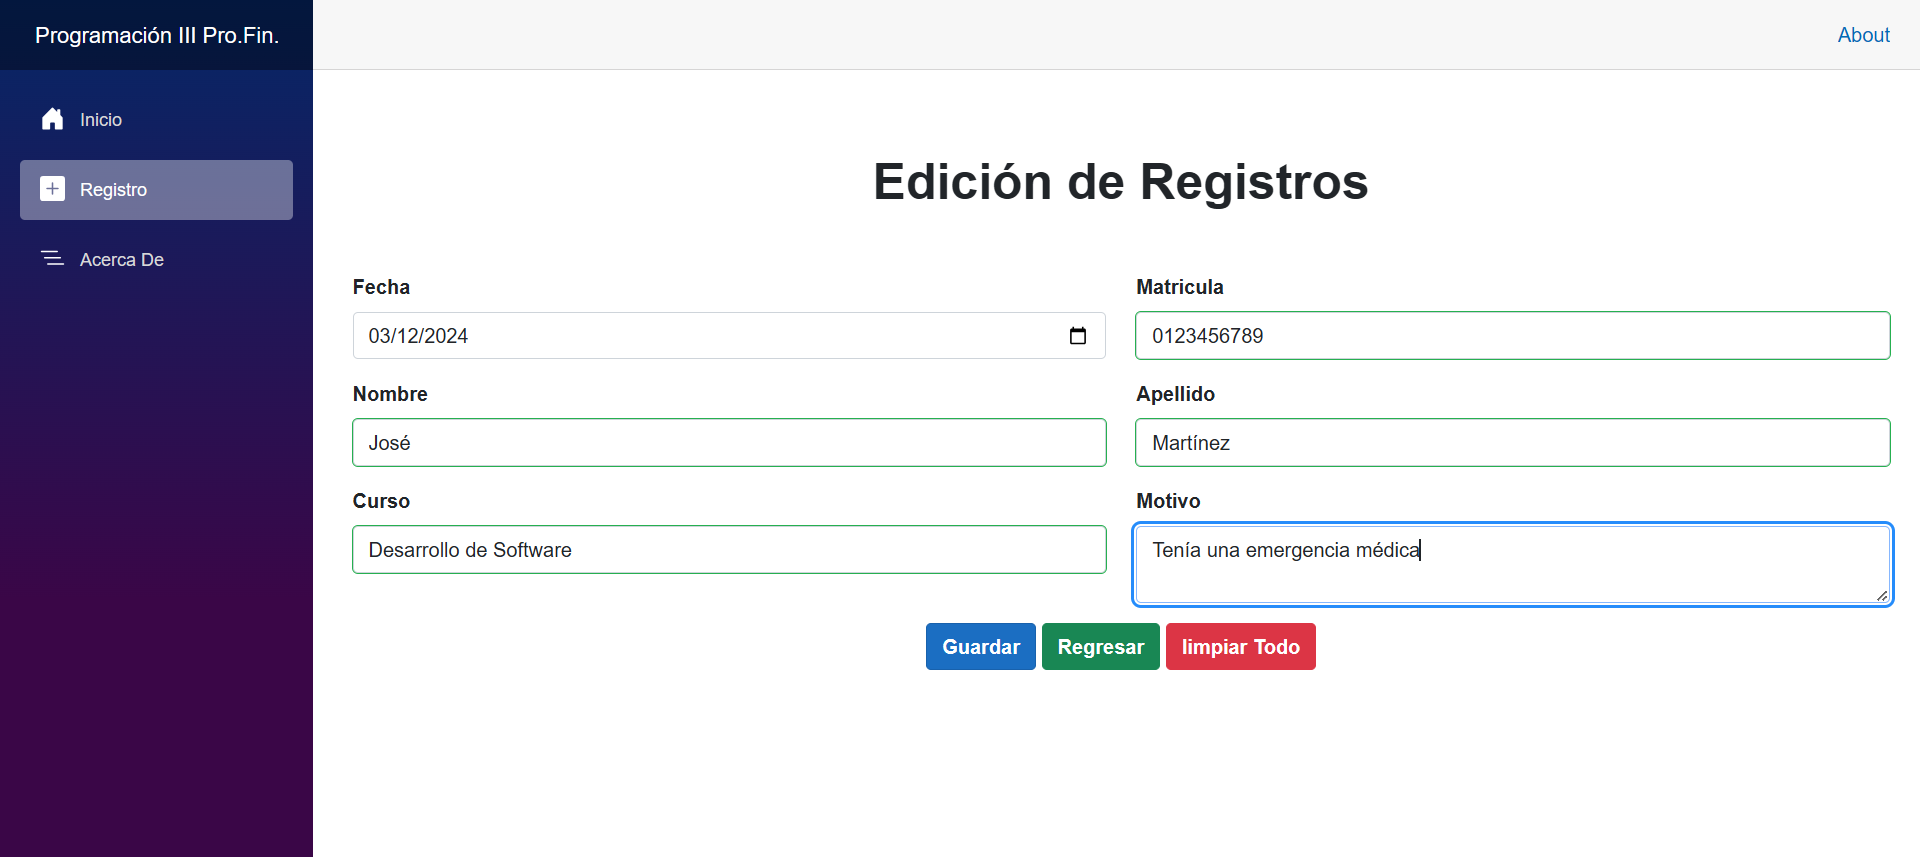 Programación III Pro.Fin.
About
Inicio
Registro
Acerca De
Edición de Registros
Fecha
Matricula
03/12/2024
0123456789
Nombre
Apellido
José
Martínez
Curso
Motivo
Desarrollo de Software
Tenía una emergencia médica
Guardar
Regresar
limpiar Todo